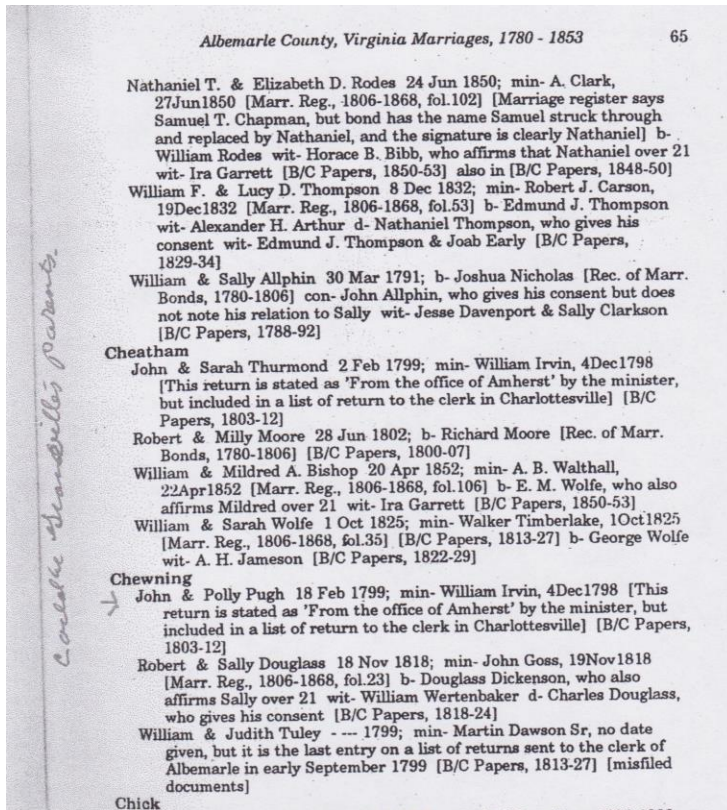 Albemarle County, Virginia Marriages, 1780 - 1853 65
Nathaniel T. & Elizabeth D. Rodes 24 Jun 1850; min- A. Clark,
27Jun1850 [Marr. Reg., 1806-1868, fol.102] [Marriage register says
Samuel T. Chapman, but bond has the name Samuel struck through
and replaced by Nathaniel, and the signature is clearly Nathaniel] b-
William Rodes wit- Horace B. Bibb, who affirms that Nathaniel over 21
wit- Ira Garrett [B/C Papers, 1850-53] also in [B/C Papers, 1848-50]
William F. & Lucy D. Thompson 8 Dec 1832; min- Robert J. Carson,
19Dec1832 [Marr. Reg., 1806-1868, fol.53] b- Edmund J. Thompson
wit- Alexander H. Arthur d- Nathaniel Thompson, who gives his
consent wit- Edmund J. Thompson & Joab Early [B/C Papers,
1829-34]
William & Sally Allphin 30 Mar 1791; b- Joshua Nicholas [Rec. of Marr.
Bonds, 1780-1806] con- John Allphin, who gives his consent but does
not note his relation to Sally wit- Jesse Davenport & Sally Clarkson
[B/C Papers, 1788-92]
Cheatham
John & Sarah Thurmond 2 Feb 1799; min- William Irvin, 4Dec1798
[This return is stated as 'From the office of Amherst' by the minister,
but included in a list of return to the clerk in Charlottesville] [B/C
Papers, 1803-12]
Robert & Milly Moore 28 Jun 1802; b- Richard Moore [Rec. of Marr.
Bonds, 1780-1806] [B/C Papers, 1800-07]
William & Mildred A. Bishop 20 Apr 1852; min- A. B. Walthall,
22Apr1852 [Marr. Reg., 1806-1868, fol.106] b- E. M. Wolfe, who also
affirms Mildred over 21 wit- Ira Garrett [B/C Papers, 1850-53]
William & Sarah Wolfe 1 Oct 1825; min- Walker Timberlake, 1Oct1825
[Marr. Reg., 1806-1868, fol.35] [B/C Papers, 1813-27] b- George Wolfe
wit- A. H. Jameson [B/C Papers, 1822-29]
Chewning
John & Polly Pugh 18 Feb 1799; min- William Irvin, 4Dec1798 [This
return is stated as 'From the office of Amherst' by the minister, but
included in a list of return to the clerk in Charlottesville] [B/C Papers,
1803-12]
Robert & Sally Douglass 18 Nov 1818; min- John Goss, 19Nov1818
[Marr. Reg., 1806-1868, fol.23] b- Douglass Dickenson, who also
affirms Sally over 21 wit- William Wertenbaker d- Charles Douglass,
who gives his consent [B/C Papers, 1818-24]
William & Judith Tuley - --- 1799; min- Martin Dawson Sr, no date
given, but it is the last entry on a list of returns sent to the clerk of
Albemarle in early September 1799 [B/C Papers, 1813-27] [misfiled
documents]
Chick
Could be Granville's parents.